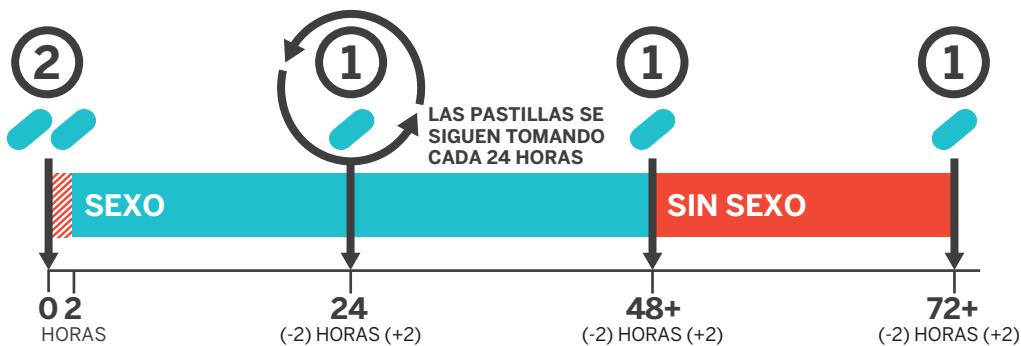 2
1
1
1
LAS PASTILLAS SE
SIGUEN TOMANDO
CADA 24 HORAS
SEXO
SIN SEXO
0 2
HORAS
24
(-2) HORAS (+2)
48+
(-2) HORAS (+2)
72+
(-2) HORAS (+2)